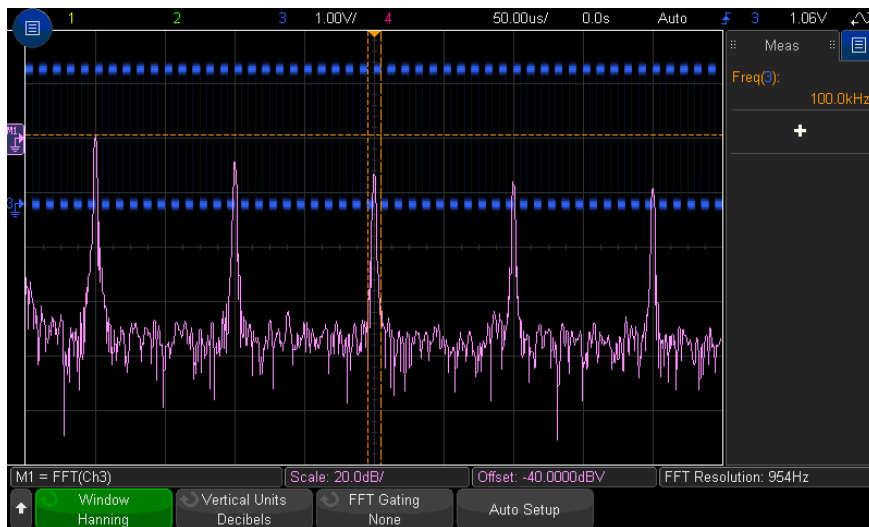 1 2 3 1.00V/ 4 50.00us/ 0.0s Auto 3 1.06V
Meas
Freq(3):
100.0kHz
M1
3
M1 = FFT(Ch3) Scale: 20.0dB/ Offset: -40.0000dBV FFT Resolution: 954Hz
Window
Hanning
Vertical Units
Decibels
FFT Gating
None
Auto Setup